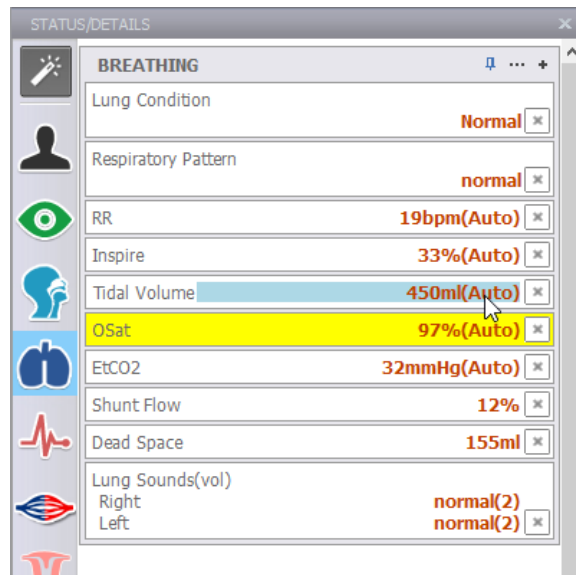 STATUS/DETAILS
BREATHING
Lung Condition
Normal
Respiratory Pattern
normal
RR 19bpm(Auto)
Inspire 33%(Auto)
Tidal Volume 450ml(Auto)
OSat 97%(Auto)
EtCO2 32mmHg(Auto)
Shunt Flow 12%
Dead Space 155ml
Lung Sounds(vol)
Right normal(2)
Left normal(2)